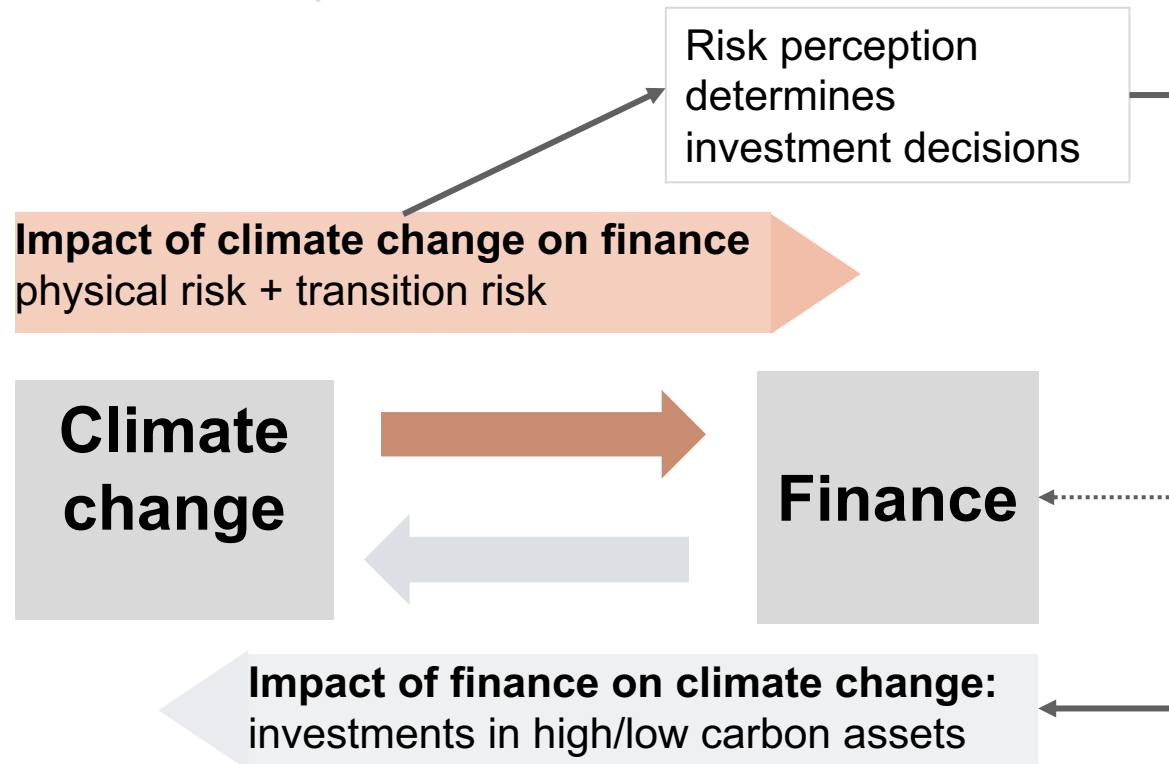 Risk perception
determines
investment decisions
Impact of climate change on finance
physical risk + transition risk
Climate
change
Finance
Impact of finance on climate change:
investments in high/low carbon assets